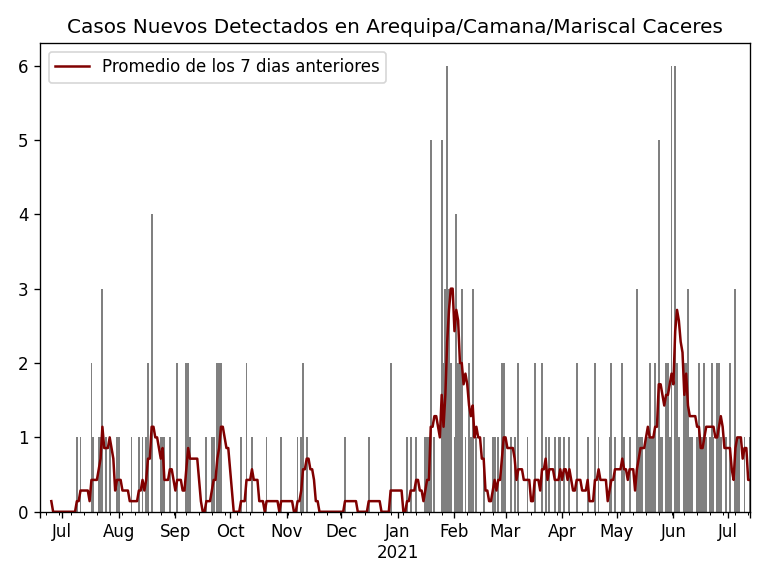 Casos Nuevos Detectados en Arequipa/Camana/Mariscal Caceres
Promedio de los 7 dias anteriores
6
5
4
3
2
1
0
Jul Aug Sep Oct Nov Dec Jan Feb Mar Apr May Jun Jul
2021